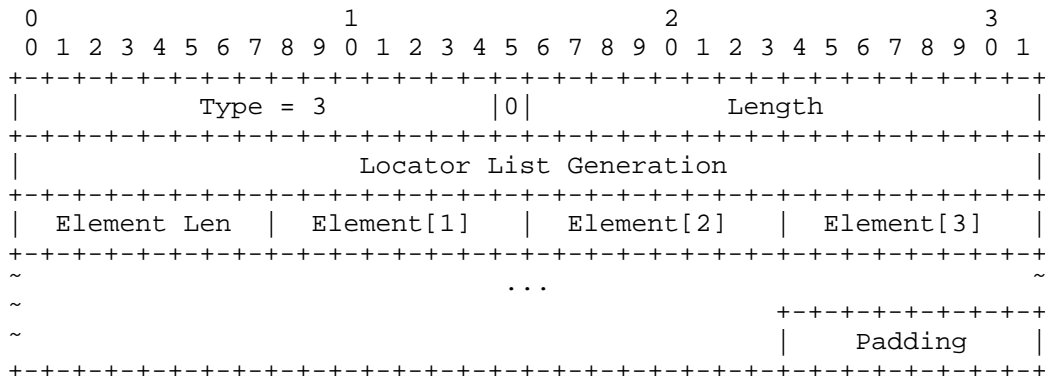 0                   1                   2                   3
 0 1 2 3 4 5 6 7 8 9 0 1 2 3 4 5 6 7 8 9 0 1 2 3 4 5 6 7 8 9 0 1
+-+-+-+-+-+-+-+-+-+-+-+-+-+-+-+-+-+-+-+-+-+-+-+-+-+-+-+-+-+-+-+-+
|           Type = 3          |0|            Length             |
+-+-+-+-+-+-+-+-+-+-+-+-+-+-+-+-+-+-+-+-+-+-+-+-+-+-+-+-+-+-+-+-+
|                     Locator List Generation                   |
+-+-+-+-+-+-+-+-+-+-+-+-+-+-+-+-+-+-+-+-+-+-+-+-+-+-+-+-+-+-+-+-+
|  Element Len  |  Element[1]   |  Element[2]   |  Element[3]   |
+-+-+-+-+-+-+-+-+-+-+-+-+-+-+-+-+-+-+-+-+-+-+-+-+-+-+-+-+-+-+-+-+
~                              ...                              ~
~                                               +-+-+-+-+-+-+-+-+
~                                               |    Padding    |
+-+-+-+-+-+-+-+-+-+-+-+-+-+-+-+-+-+-+-+-+-+-+-+-+-+-+-+-+-+-+-+-+